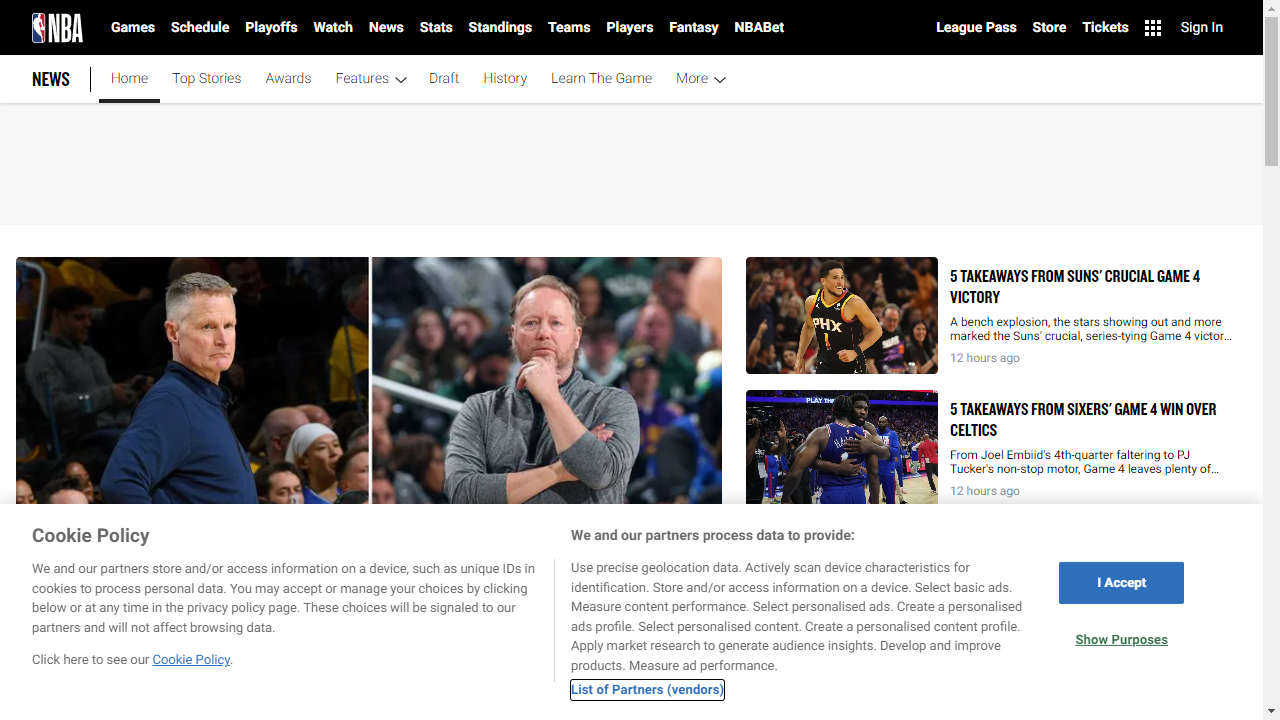 NBA
Games Schedule Playoffs Watch News Stats Standings Teams Players Fantasy NBABet League Pass Store Tickets Sign In
NEWS Home Top Stories Awards Features Draft History Learn The Game More
5 TAKEAWAYS FROM SUNS' CRUCIAL GAME 4
VICTORY
A bench explosion, the stars showing out and more
marked the Suns' crucial, series-tying Game 4 victor...
12 hours ago
PHX
1
PLAY THE
5 TAKEAWAYS FROM SIXERS' GAME 4 WIN OVER
CELTICS
From Joel Embiid's 4th-quarter faltering to PJ
Tucker's non-stop motor, Game 4 leaves plenty of...
12 hours ago
Cookie Policy
We and our partners store and/or access information on a device, such as unique IDs in
cookies to process personal data. You may accept or manage your choices by clicking
below or at any time in the privacy policy page. These choices will be signaled to our
partners and will not affect browsing data.
Click here to see our Cookie Policy.
We and our partners process data to provide:
Use precise geolocation data. Actively scan device characteristics for
identification. Store and/or access information on a device. Select basic ads.
Measure content performance. Select personalised ads. Create a personalised
ads profile. Select personalised content. Create a personalised content profile.
Apply market research to generate audience insights. Develop and improve
products. Measure ad performance.
List of Partners (vendors)
I Accept
Show Purposes